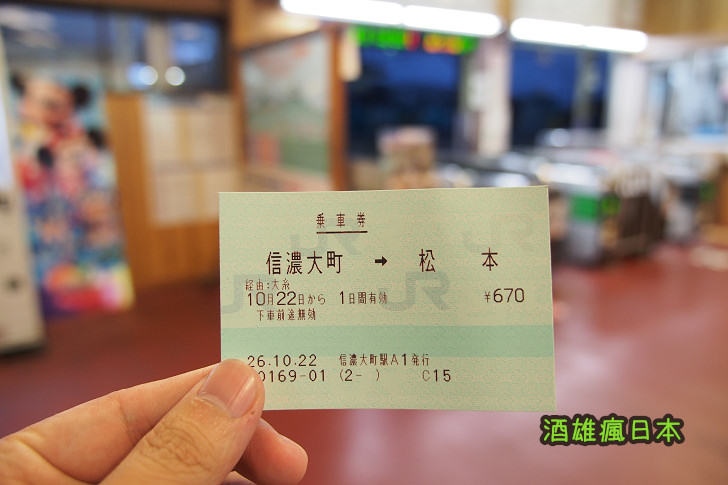 乗車券
信濃大町 → 松本
経由:大糸
10月22日から 1日間有効 ¥670
下車前途無効
26.10.22 信濃大町駅A1発行
0169-01 (2- ) C15
酒雄瘋日本